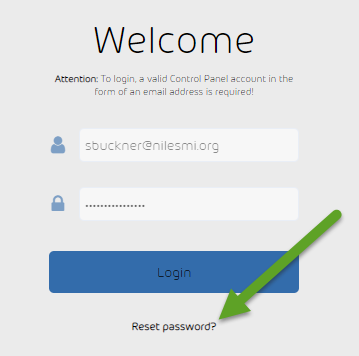 Welcome
Attention: To login, a valid Control Panel account in the
form of an email address is required!
sbuckner@nilesmi.org
Login
Reset password?